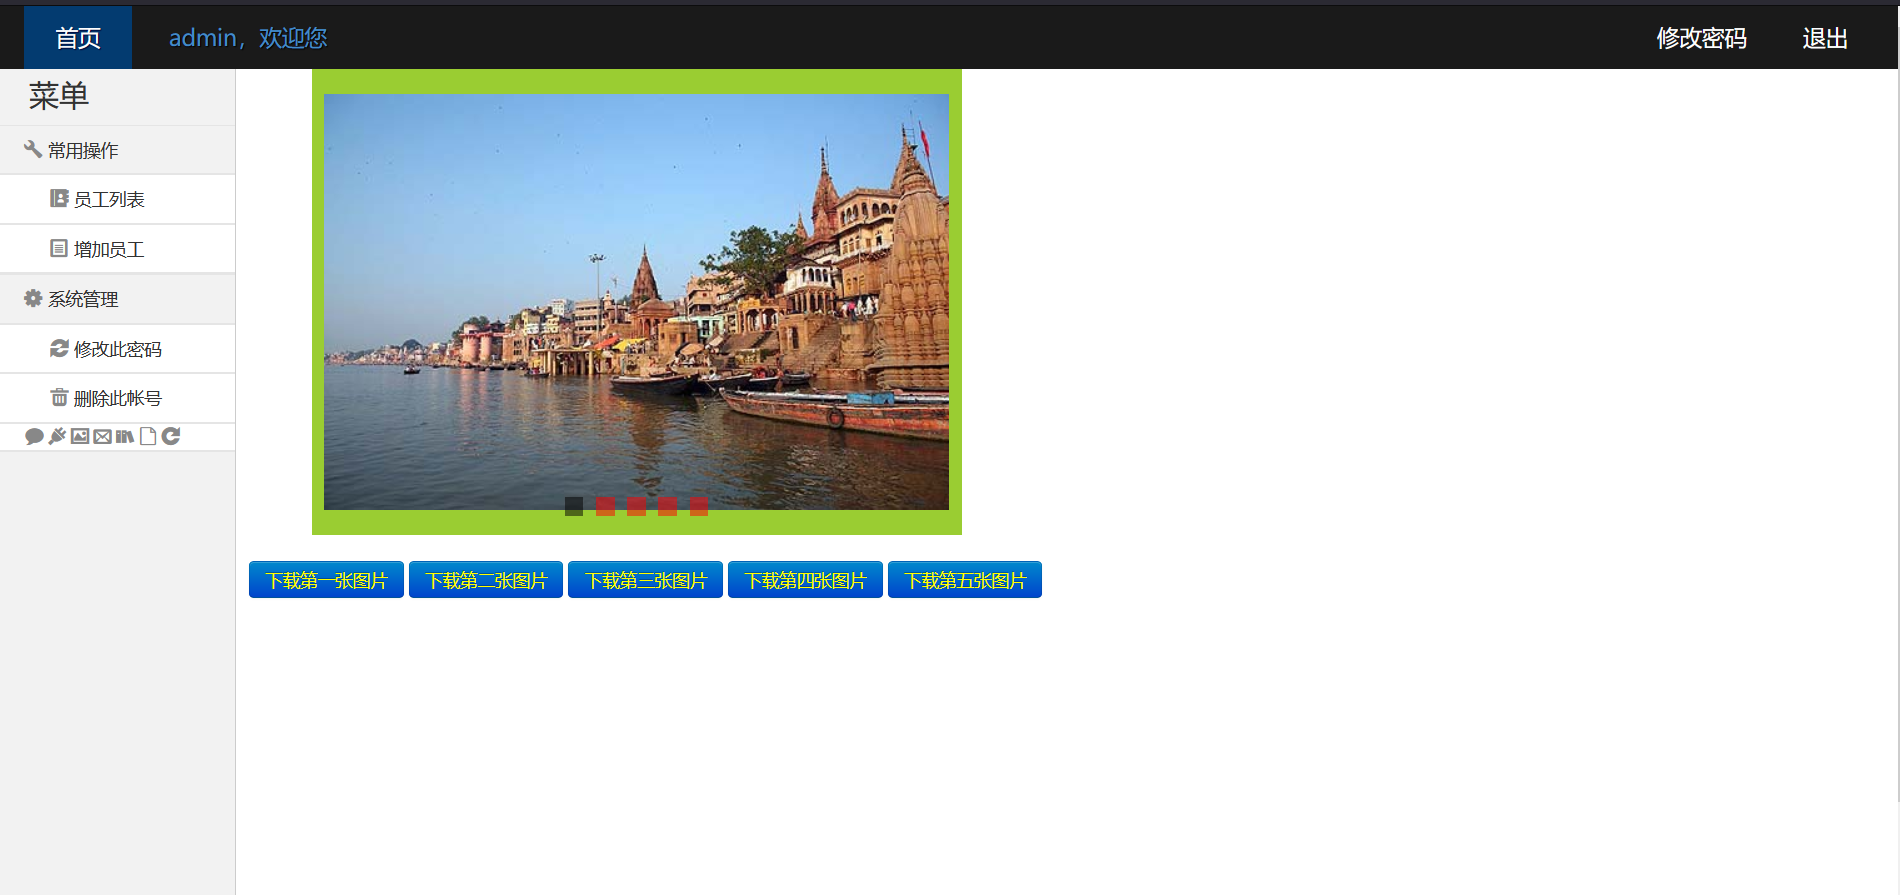 首页
admin，欢迎您
修改密码
退出
菜单
常用操作
员工列表
增加员工
系统管理
修改此密码
删除此帐号
下载第一张图片
下载第二张图片
下载第三张图片
下载第四张图片
下载第五张图片